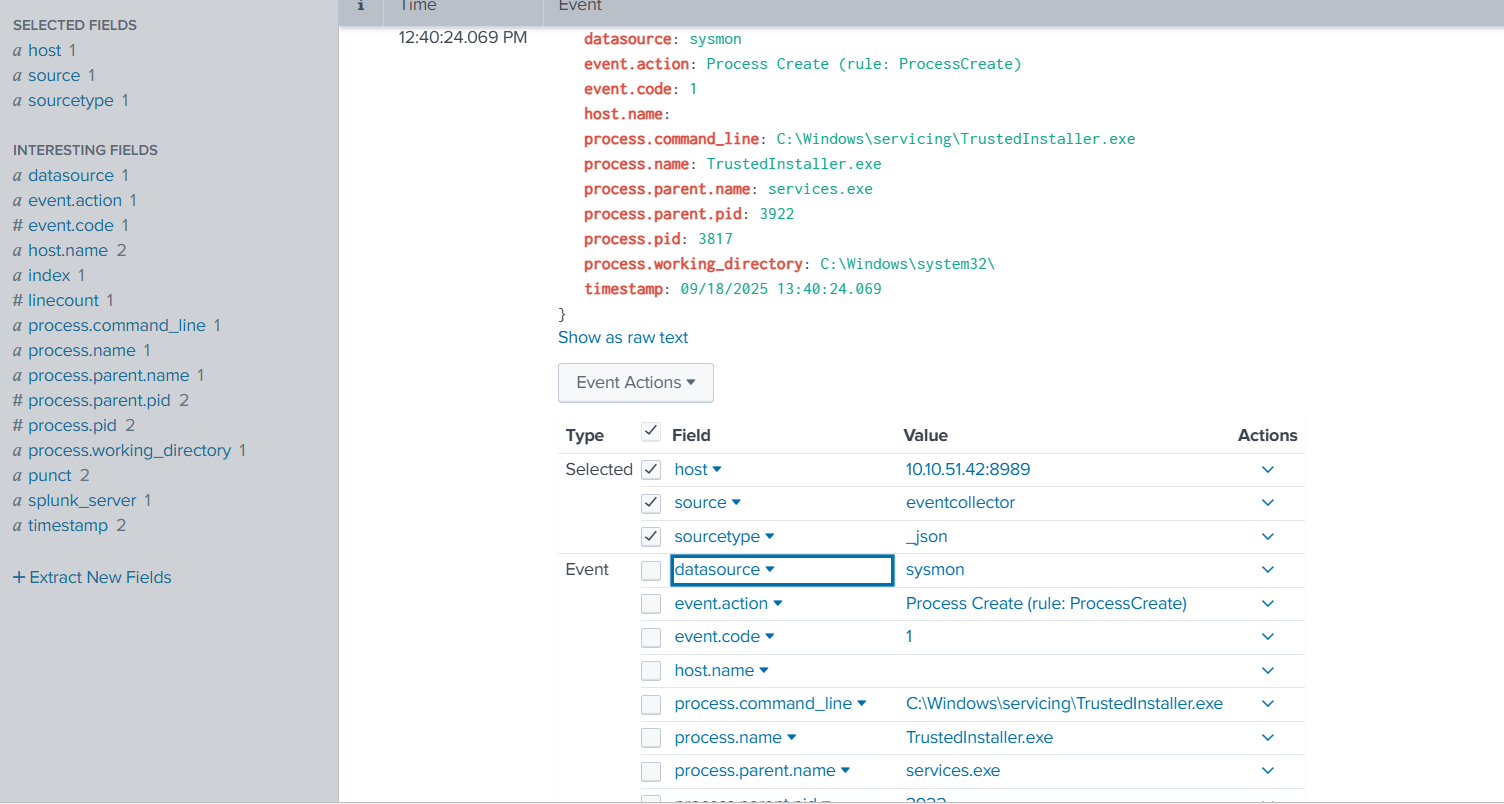 SELECTED FIELDS
a host 1
a source 1
a sourcetype 1
INTERESTING FIELDS
a datasource 1
a event.action 1
# event.code 1
a host.name 2
a index 1
# linecount 1
a process.command_line 1
a process.name 1
a process.parent.name 1
# process.parent.pid 2
# process.pid 2
a process.working_directory 1
a punct 2
a splunk_server 1
a timestamp 2
+ Extract New Fields
i Time Event
12:40:24.069 PM
datasource: sysmon
event.action: Process Create (rule: ProcessCreate)
event.code: 1
host.name:
process.command_line: C:\Windows\servicing\TrustedInstaller.exe
process.name: TrustedInstaller.exe
process.parent.name: services.exe
process.parent.pid: 3922
process.pid: 3817
process.working_directory: C:\Windows\system32\
timestamp: 09/18/2025 13:40:24.069
}
Show as raw text
Event Actions
Type Field Value Actions
Selected host 10.10.51.42:8989
source eventcollector
sourcetype _json
Event datasource sysmon
event.action Process Create (rule: ProcessCreate)
event.code 1
host.name
process.command_line C:\Windows\servicing\TrustedInstaller.exe
process.name TrustedInstaller.exe
process.parent.name services.exe
process.parent.pid 3922